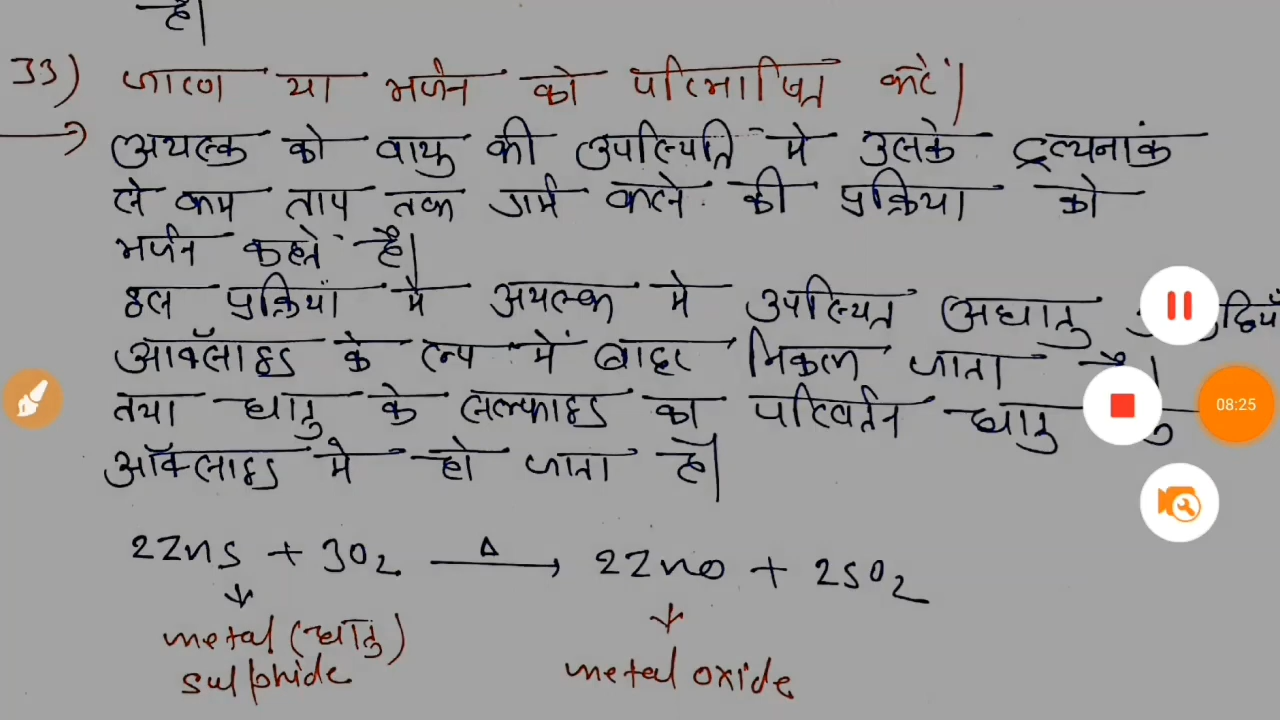 है।
33) जारण या भर्जन को परिभाषित करें।
→ अयस्क को वायु की उपस्थिति में उसके द्रवणांक
से कम ताप तक गर्म करने की प्रक्रिया को
भर्जन कहते है।
इस प्रक्रिया में अयस्क में उपस्थित अधातु
ऑक्साइड के रूप में बाहर निकल जाता है।
तथा धातु के सल्फाइड का परिवर्तन धातु
ऑक्साइड मे हो जाता है।
08:25
2ZnS + 3O₂ —Δ→ 2ZnO + 2SO₂
↓ ↓
metal (धातु) sulphide
metal oxide